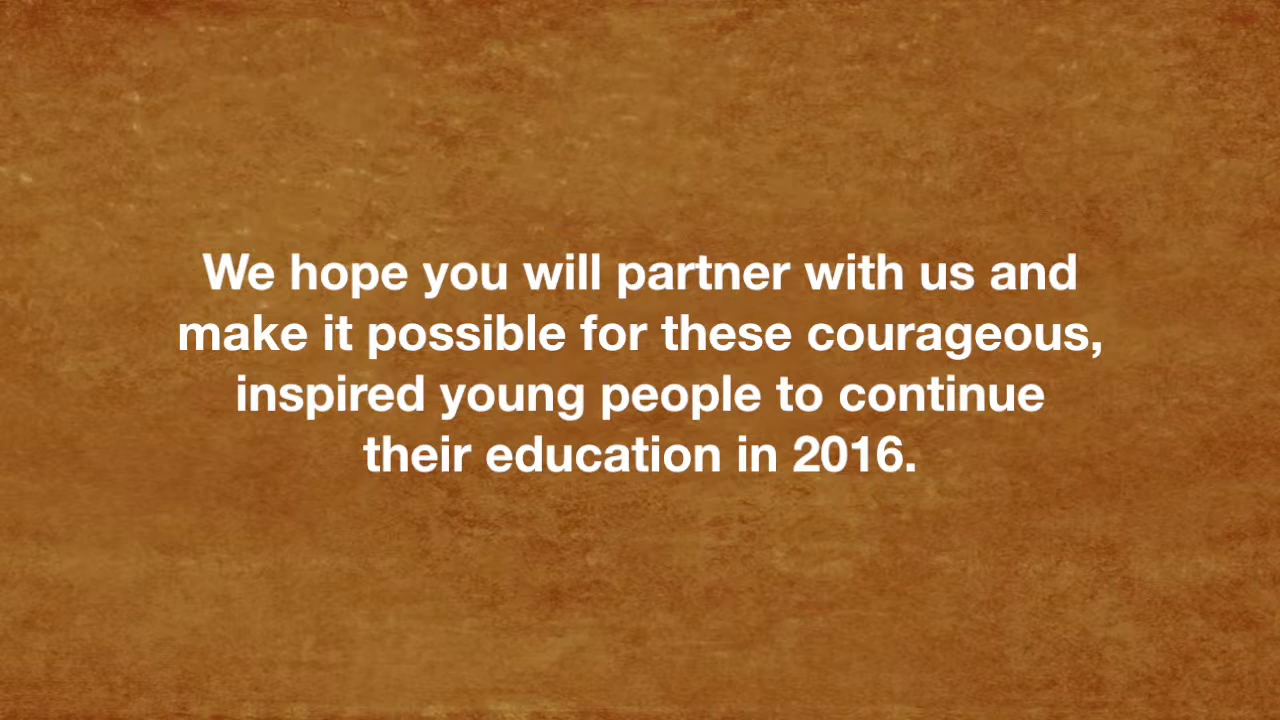 We hope you will partner with us and
make it possible for these courageous,
inspired young people to continue
their education in 2016.